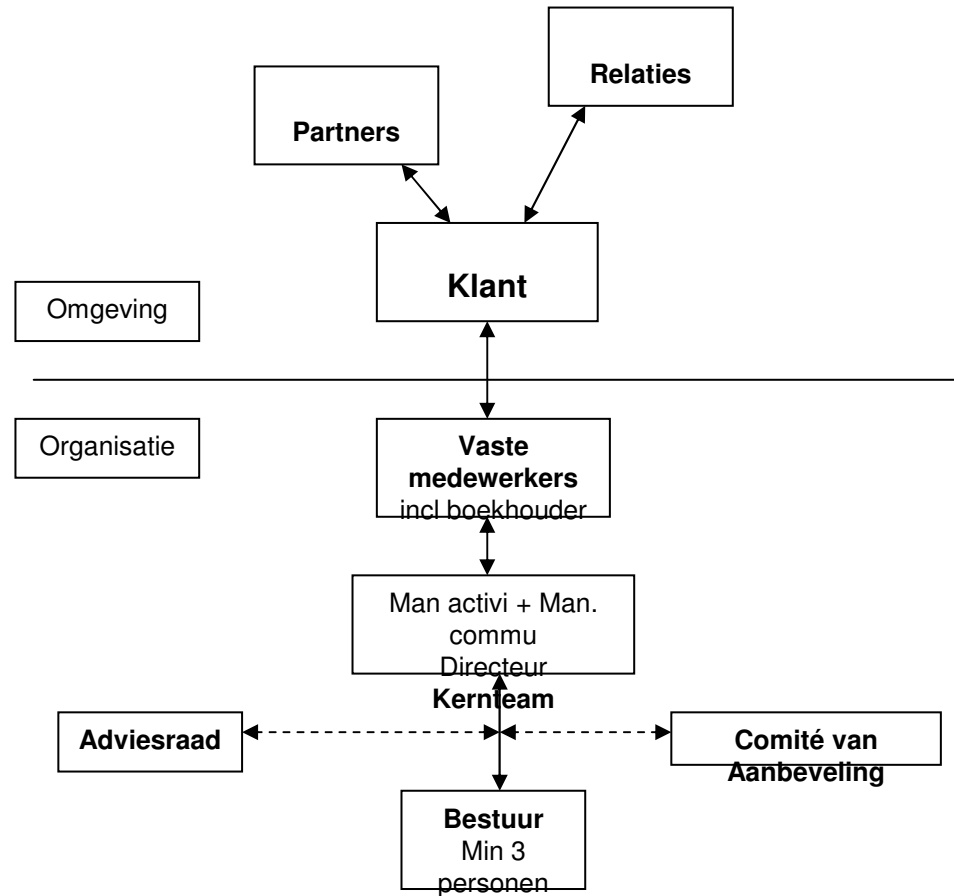 Relaties
Partners
Klant
Omgeving
Organisatie
Vaste
medewerkers
incl boekhouder
Man activi + Man.
commu
Directeur
Kernteam
Adviesraad
Comité van
Aanbeveling
Bestuur
Min 3
personen